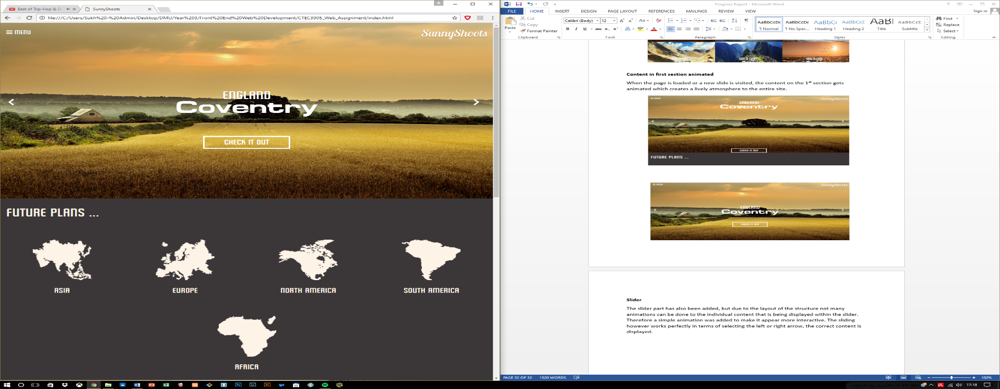 Best of Trip-Hop & D
SunnyShoots
file:///C:/Users/Sukh%20-%20Admin/Desktop/DMU/Year%203/Front%20End%20Web%20Development/CTEC3905_Web_Assignment/index.html
MENU
SunnyShoots
ENGLAND
Coventry
CHECK IT OUT
FUTURE PLANS ...
ASIA
EUROPE
NORTH AMERICA
SOUTH AMERICA
AFRICA
Progress Report - Microsoft Word
FILE HOME INSERT DESIGN PAGE LAYOUT REFERENCES MAILINGS REVIEW VIEW
Sign in
Paste
Cut
Copy
Format Painter
Clipboard
Calibri (Body) 12
Font
Paragraph
AaBbCcDc AaBbCcDc AaBbCc AaBbCcE AaBl AaBbCcD
¶ Normal ¶ No Spac... Heading 1 Heading 2 Title Subtitle
Styles
Find
Replace
Select
Editing
SOON TO COME SOON TO COME SOON TO COME
Content in first section animated
When the page is loaded or a new slide is visited, the content on the 1st section gets
animated which creates a lively atmosphere to the entire site.
MENU
SunnyShoots
ENGLAND
Coventry
CHECK IT OUT
FUTURE PLANS ...
MENU
SunnyShoots
ENGLAND
Coventry
CHECK IT OUT
Slider
The slider part has also been added, but due to the layout of the structure not many
animations can be done to the individual content that is being displayed within the slider.
Therefore a simple animation was added to make it appear more interactive. The sliding
however works perfectly in terms of selecting the left or right arrow, the correct content is
displayed.
PAGE 32 OF 32 1520 WORDS
102%
17:18